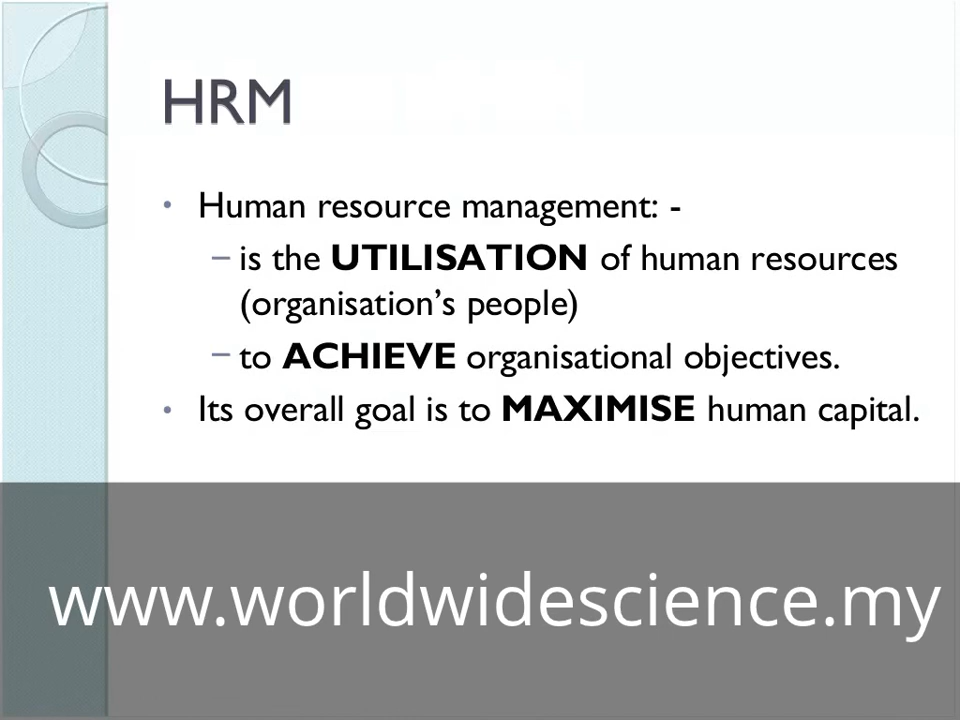 HRM
• Human resource management: -
– is the UTILISATION of human resources
(organisation’s people)
– to ACHIEVE organisational objectives.
• Its overall goal is to MAXIMISE human capital.
www.worldwidescience.my